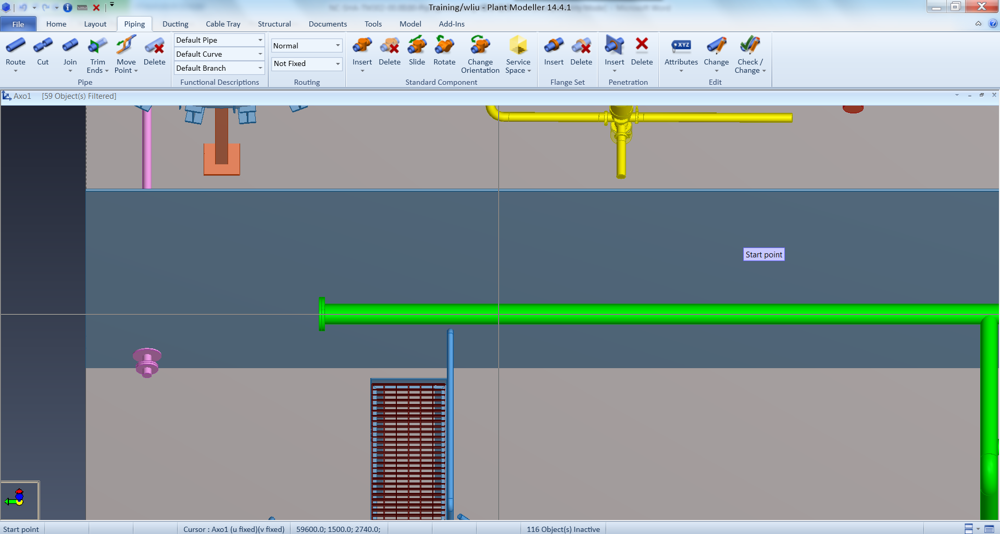 Training/wliu - Plant Modeller 14.4.1
File Home Layout Piping Ducting Cable Tray Structural Documents Tools Model Add-Ins
Route Cut Join Trim Ends Move Point Delete
Pipe
Default Pipe
Default Curve
Default Branch
Functional Descriptions
Normal
Not Fixed
Routing
Insert Delete Slide Rotate Change Orientation Service Space
Standard Component
Insert Delete
Flange Set
Insert Delete
Penetration
XYZ
Attributes Change Check / Change
Edit
Axo1 [59 Object(s) Filtered]
Start point
Start point Cursor : Axo1 (u fixed)(v fixed) 59600.0; 1500.0; 2740.0; 116 Object(s) Inactive